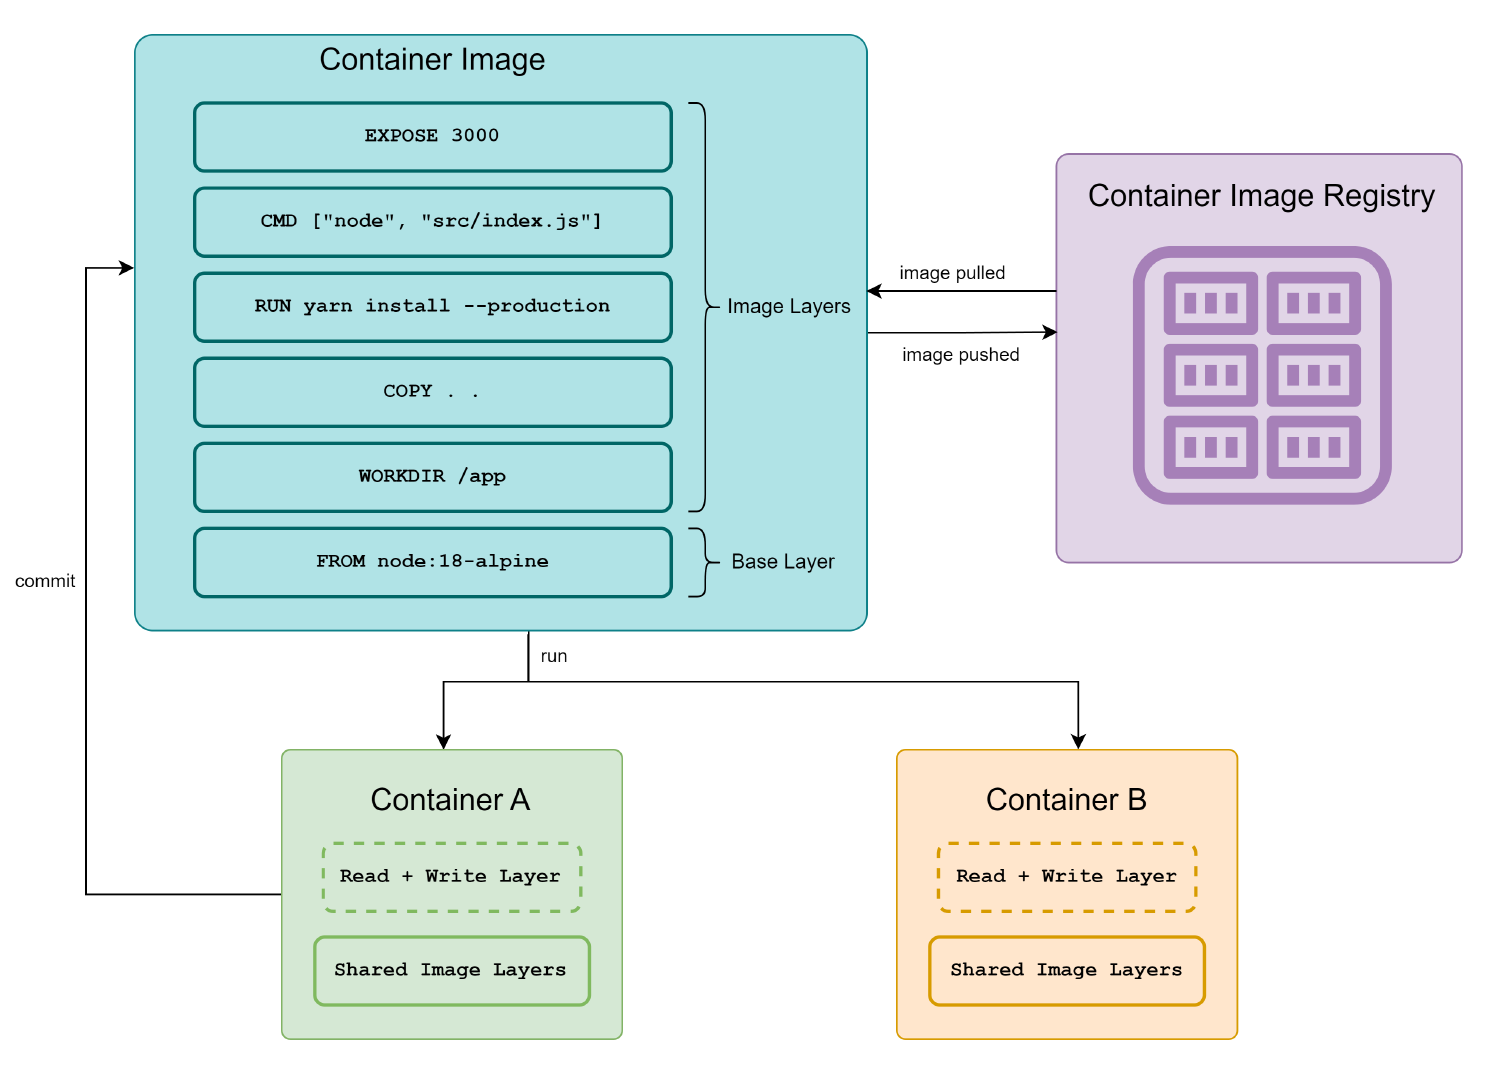 Container Image
EXPOSE 3000
CMD ["node", "src/index.js"]
RUN yarn install --production
COPY . .
WORKDIR /app
FROM node:18-alpine
Image Layers
Base Layer
Container Image Registry
image pulled
image pushed
commit
run
Container A
Read + Write Layer
Shared Image Layers
Container B
Read + Write Layer
Shared Image Layers